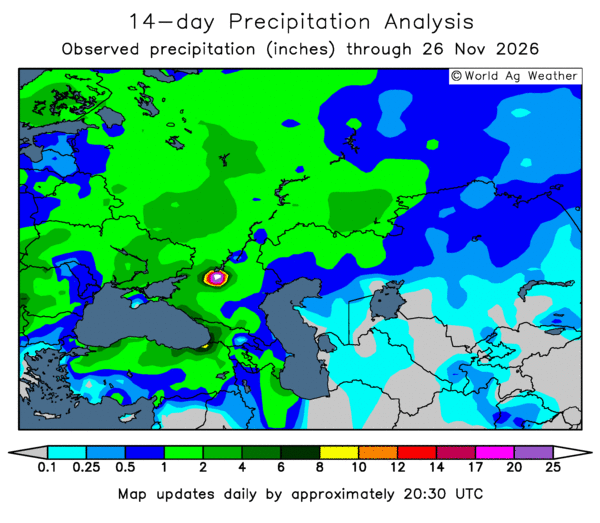 14-day Precipitation Analysis
Observed precipitation (inches) through 26 Nov 2026
© World Ag Weather
0.1 0.25 0.5 1 2 4 6 8 10 12 14 17 20 25
Map updates daily by approximately 20:30 UTC